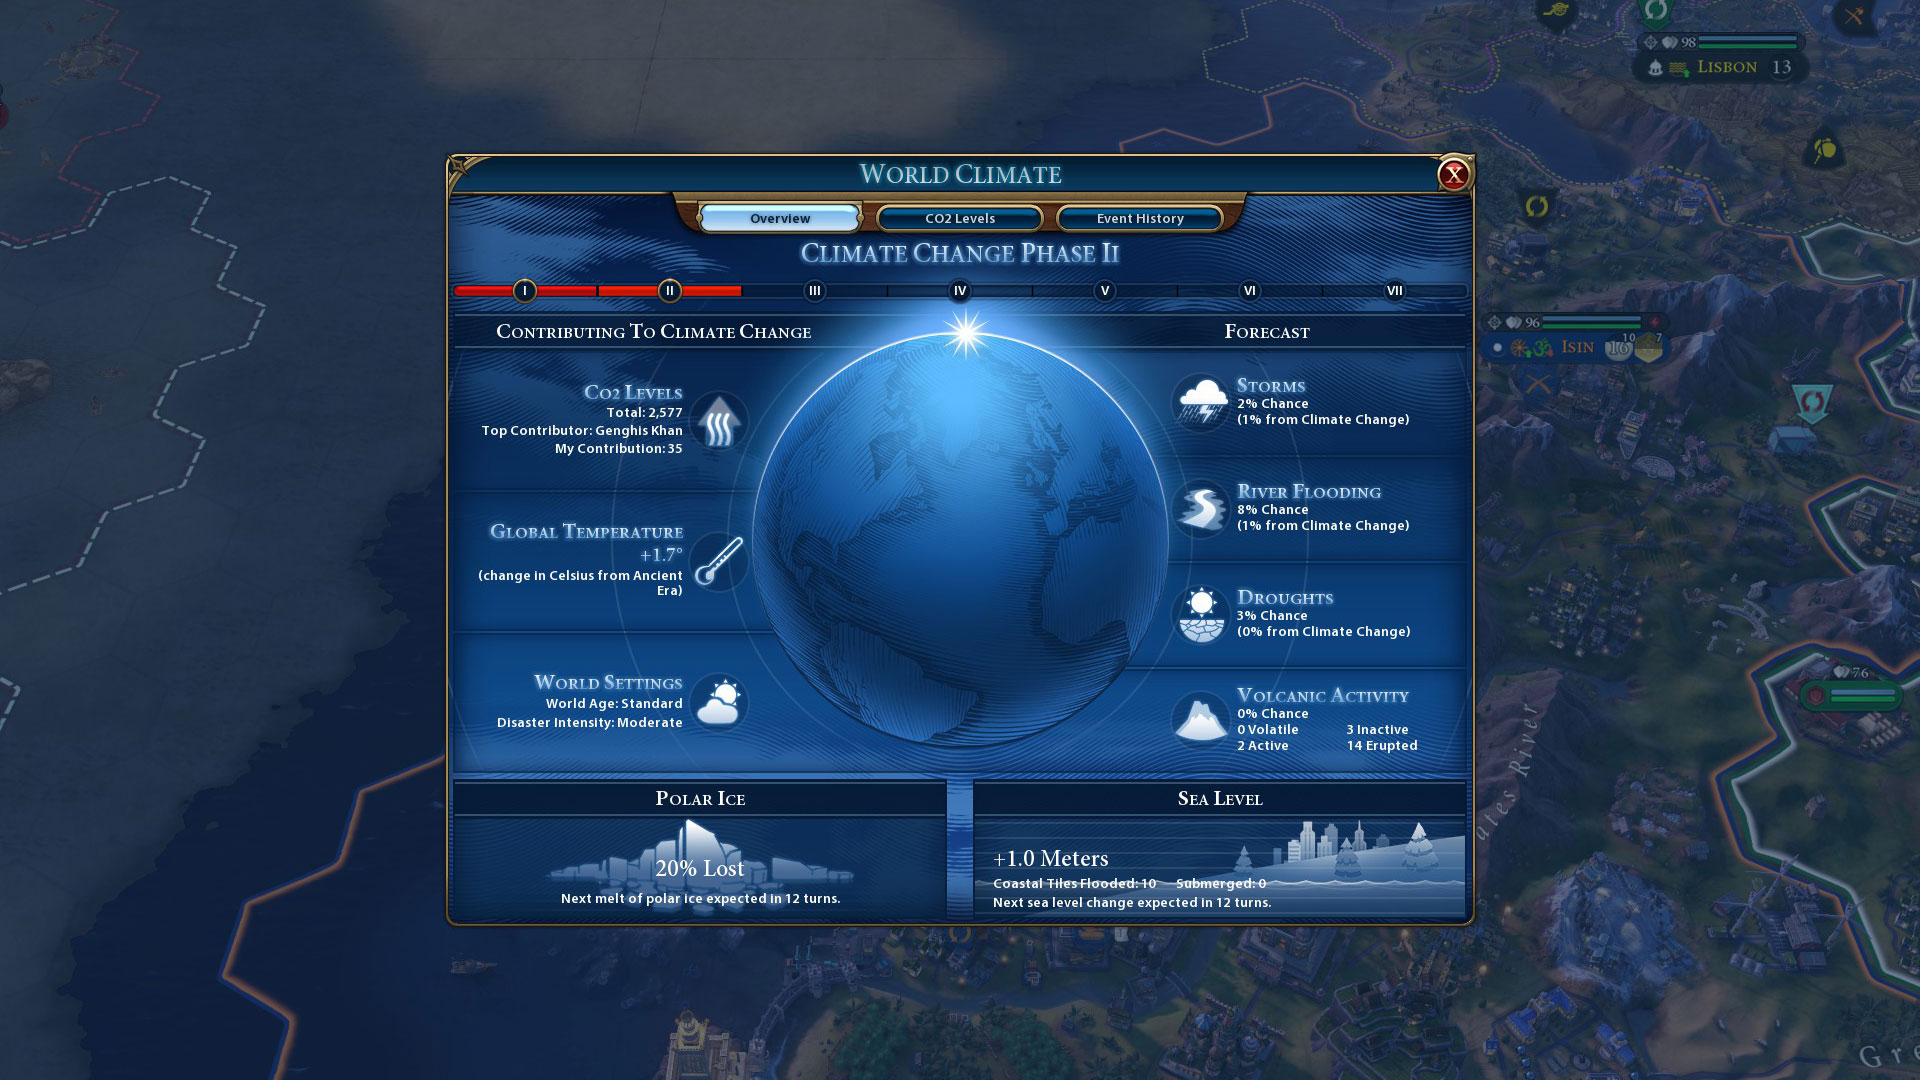 98
LISBON 13
WORLD CLIMATE
X
Overview
CO2 Levels
Event History
CLIMATE CHANGE PHASE II
I
II
III
IV
V
VI
VII
CONTRIBUTING TO CLIMATE CHANGE
CO2 LEVELS
Total: 2,577
Top Contributor: Genghis Khan
My Contribution: 35
GLOBAL TEMPERATURE
+1.7°
(change in Celsius from Ancient
Era)
WORLD SETTINGS
World Age: Standard
Disaster Intensity: Moderate
FORECAST
STORMS
2% Chance
(1% from Climate Change)
RIVER FLOODING
8% Chance
(1% from Climate Change)
DROUGHTS
3% Chance
(0% from Climate Change)
VOLCANIC ACTIVITY
0% Chance
0 Volatile 3 Inactive
2 Active 14 Erupted
96
ISIN 16 10 7
76
River
POLAR ICE
20% Lost
Next melt of polar ice expected in 12 turns.
SEA LEVEL
+1.0 Meters
Coastal Tiles Flooded: 10 Submerged: 0
Next sea level change expected in 12 turns.